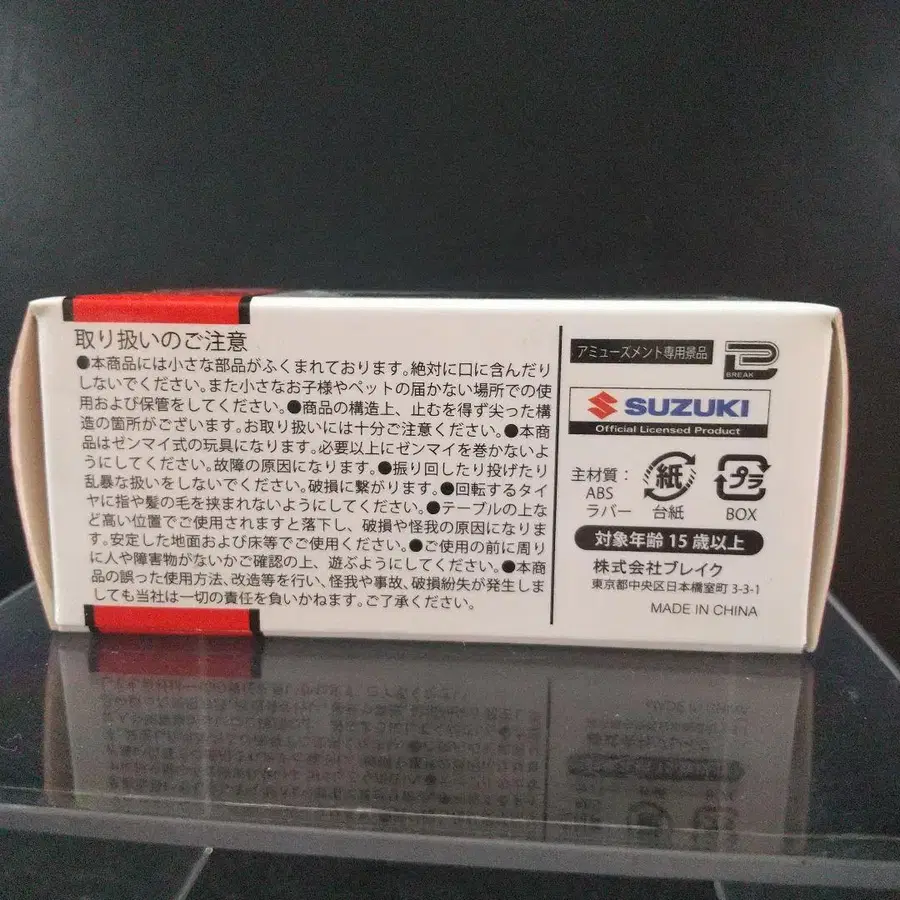 取り扱いのご注意
●本商品には小さな部品がふくまれております。絶対に口に含んだり
しないでください。また小さなお子様やペットの届かない場所での使
用および保管をしてください。●商品の構造上、止むを得ず尖った構
造の箇所がございます。お取り扱いには十分ご注意ください。●本商
品はゼンマイ式の玩具になります。必要以上にゼンマイを巻かないよ
うにしてください。故障の原因になります。●振り回したり投げたり
乱暴な扱いをしないでください。破損に繋がります。●回転するタイ
ヤに指や髪の毛を挟まれないようにしてください。●テーブルの上な
ど高い位置でご使用されますと落下し、破損や怪我の原因になりま
す。安定した地面および床等でご使用ください。●ご使用の前に周り
に人や障害物がないかご確認の上、遊ぶようにしてください。●本商
品の誤った使用方法、改造等を行い、怪我や事故、破損紛失が発生しま
しても当社は一切の責任を負いかねます。ご了承ください。
アミューズメント専用景品
BREAK
SUZUKI
Official Licensed Product
主材質:
ABS
ラバー
紙
台紙
プラ
BOX
対象年齢 15 歳以上
株式会社ブレイク
東京都中央区日本橋室町 3-3-1
MADE IN CHINA